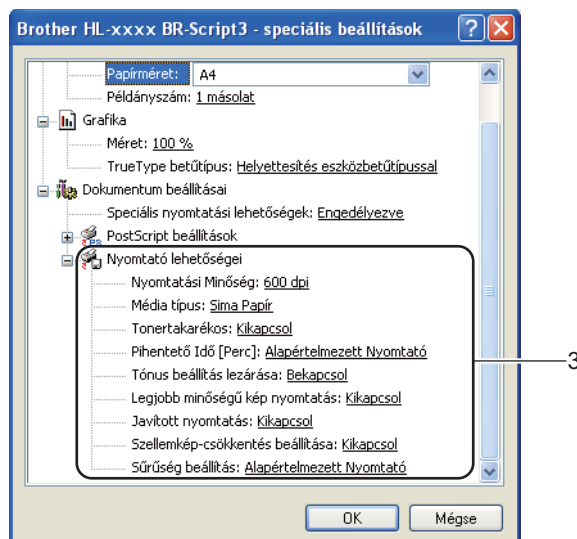 Brother HL-xxxx BR-Script3 - speciális beállítások
Papírméret: A4
Példányszám: 1 másolat
Grafika
Méret: 100 %
TrueType betűtípus: Helyettesítés eszközbetűtípussal
Dokumentum beállításai
Speciális nyomtatási lehetőségek: Engedélyezve
PostScript beállítások
Nyomtató lehetőségei
Nyomtatási Minőség: 600 dpi
Média típus: Sima Papír
Tonertakarékos: Kikapcsol
Pihentető Idő [Perc]: Alapértelmezett Nyomtató
Tónus beállítás lezárása: Bekapcsol
Legjobb minőségű kép nyomtatás: Kikapcsol
Javított nyomtatás: Kikapcsol
Szellemkép-csökkentés beállítása: Kikapcsol
Sűrűség beállítás: Alapértelmezett Nyomtató
3
OK Mégse